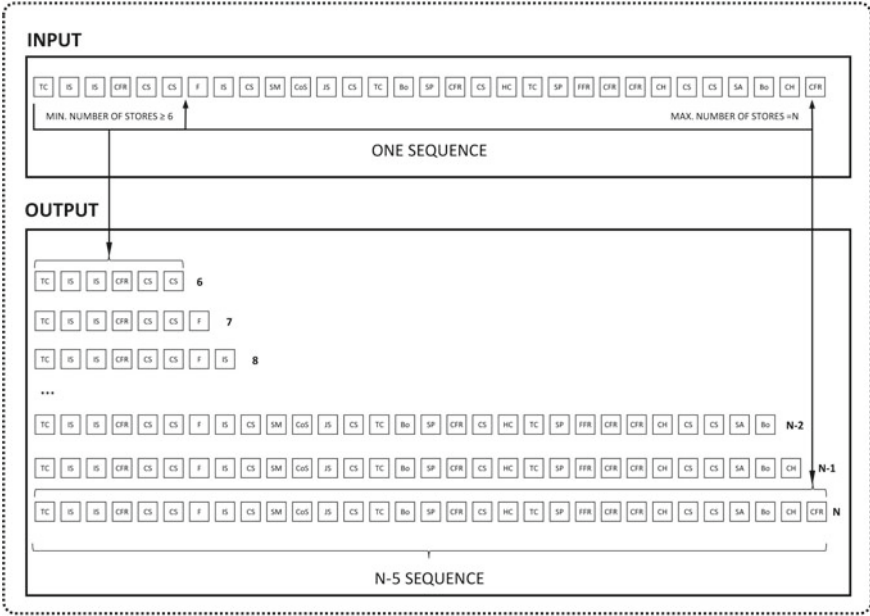 INPUT
TC IS IS CFR CS CS F IS CS SM CoS JS CS TC Bo SP CFR CS HC TC SP FFR CFR CFR CH CS CS SA Bo CH CFR
MIN. NUMBER OF STORES ≥ 6 MAX. NUMBER OF STORES =N
ONE SEQUENCE
OUTPUT
TC IS IS CFR CS CS 6
TC IS IS CFR CS CS F 7
TC IS IS CFR CS CS F IS 8
...
TC IS IS CFR CS CS F IS CS SM CoS JS CS TC Bo SP CFR CS HC TC SP FFR CFR CFR CH CS CS SA Bo N-2
TC IS IS CFR CS CS F IS CS SM CoS JS CS TC Bo SP CFR CS HC TC SP FFR CFR CFR CH CS CS SA Bo CH N-1
TC IS IS CFR CS CS F IS CS SM CoS JS CS TC Bo SP CFR CS HC TC SP FFR CFR CFR CH CS CS SA Bo CH CFR N
N-5 SEQUENCE